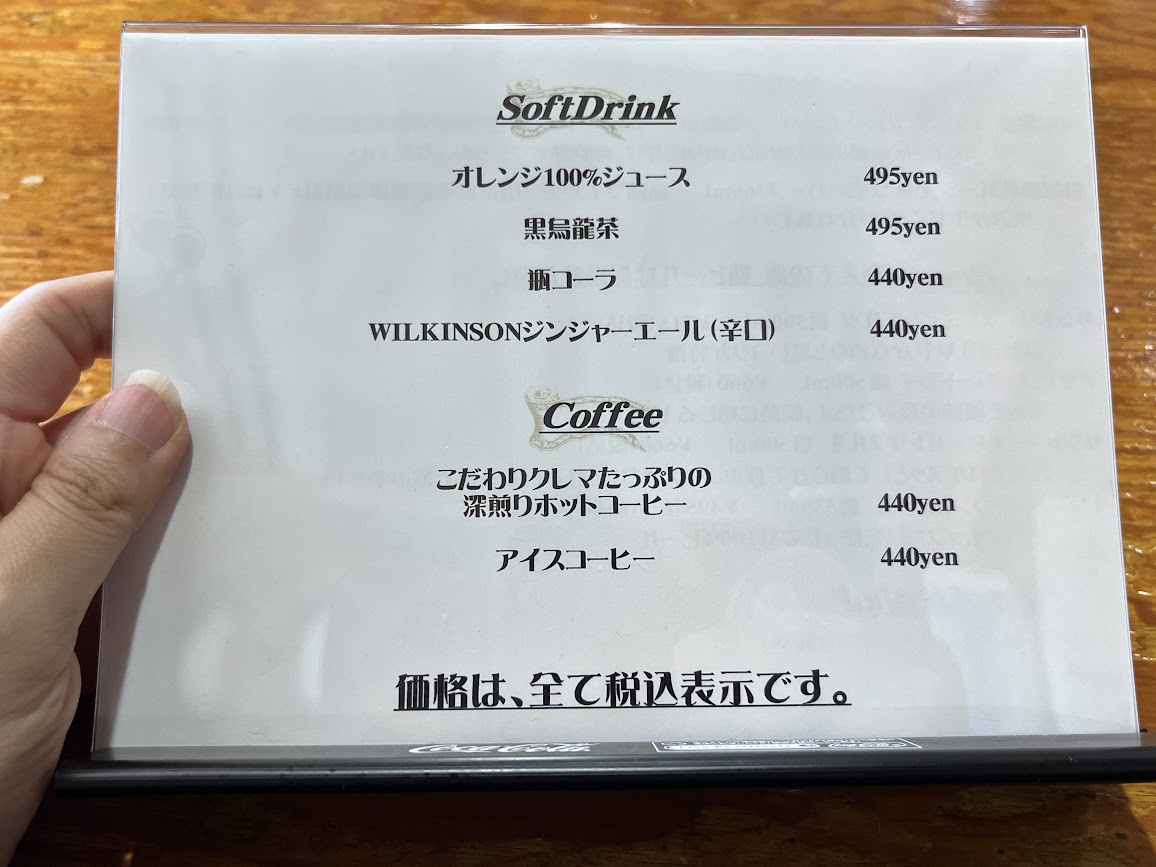 SoftDrink
オレンジ100%ジュース 495yen
黒烏龍茶 495yen
瓶コーラ 440yen
WILKINSONジンジャーエール(辛口) 440yen
Coffee
こだわりクレマたっぷりの
深煎りホットコーヒー 440yen
アイスコーヒー 440yen
価格は、全て税込表示です。